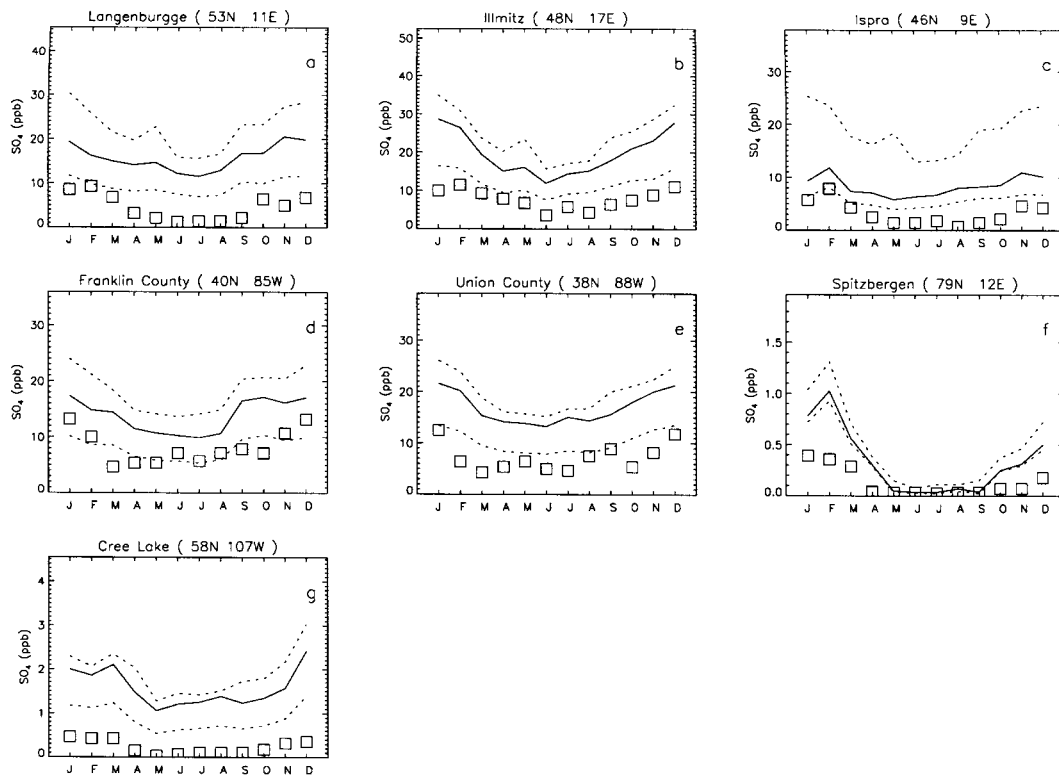 Langenburgge ( 53N 11E )
SO4 (ppb)
40
30
20
10
0
a
J F M A M J J A S O N D
Illmitz ( 48N 17E )
SO4 (ppb)
50
40
30
20
10
0
b
J F M A M J J A S O N D
Ispra ( 46N 9E )
SO4 (ppb)
30
20
10
0
c
J F M A M J J A S O N D
Franklin County ( 40N 85W )
SO4 (ppb)
30
20
10
0
d
J F M A M J J A S O N D
Union County ( 38N 88W )
SO4 (ppb)
30
20
10
0
e
J F M A M J J A S O N D
Spitzbergen ( 79N 12E )
SO4 (ppb)
1.5
1.0
0.5
0.0
f
J F M A M J J A S O N D
Cree Lake ( 58N 107W )
SO4 (ppb)
4
3
2
1
0
g
J F M A M J J A S O N D